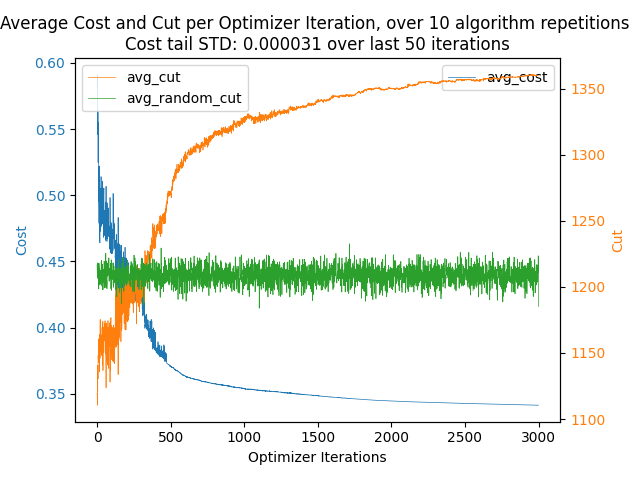 Average Cost and Cut per Optimizer Iteration, over 10 algorithm repetitions
Cost tail STD: 0.000031 over last 50 iterations
avg_cut
avg_random_cut
avg_cost
0.60
0.55
0.50
0.45
0.40
0.35
Cost
1350
1300
1250
1200
1150
1100
Cut
0
500
1000
1500
2000
2500
3000
Optimizer Iterations